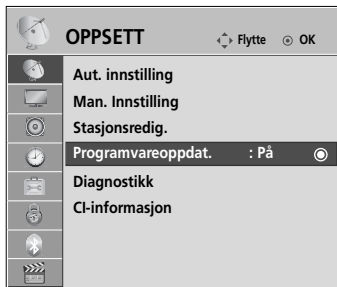 OPPSETT Flytte OK
Aut. innstilling
Man. Innstilling
Stasjonsredig.
Programvareoppdat. : På
Diagnostikk
CI-informasjon